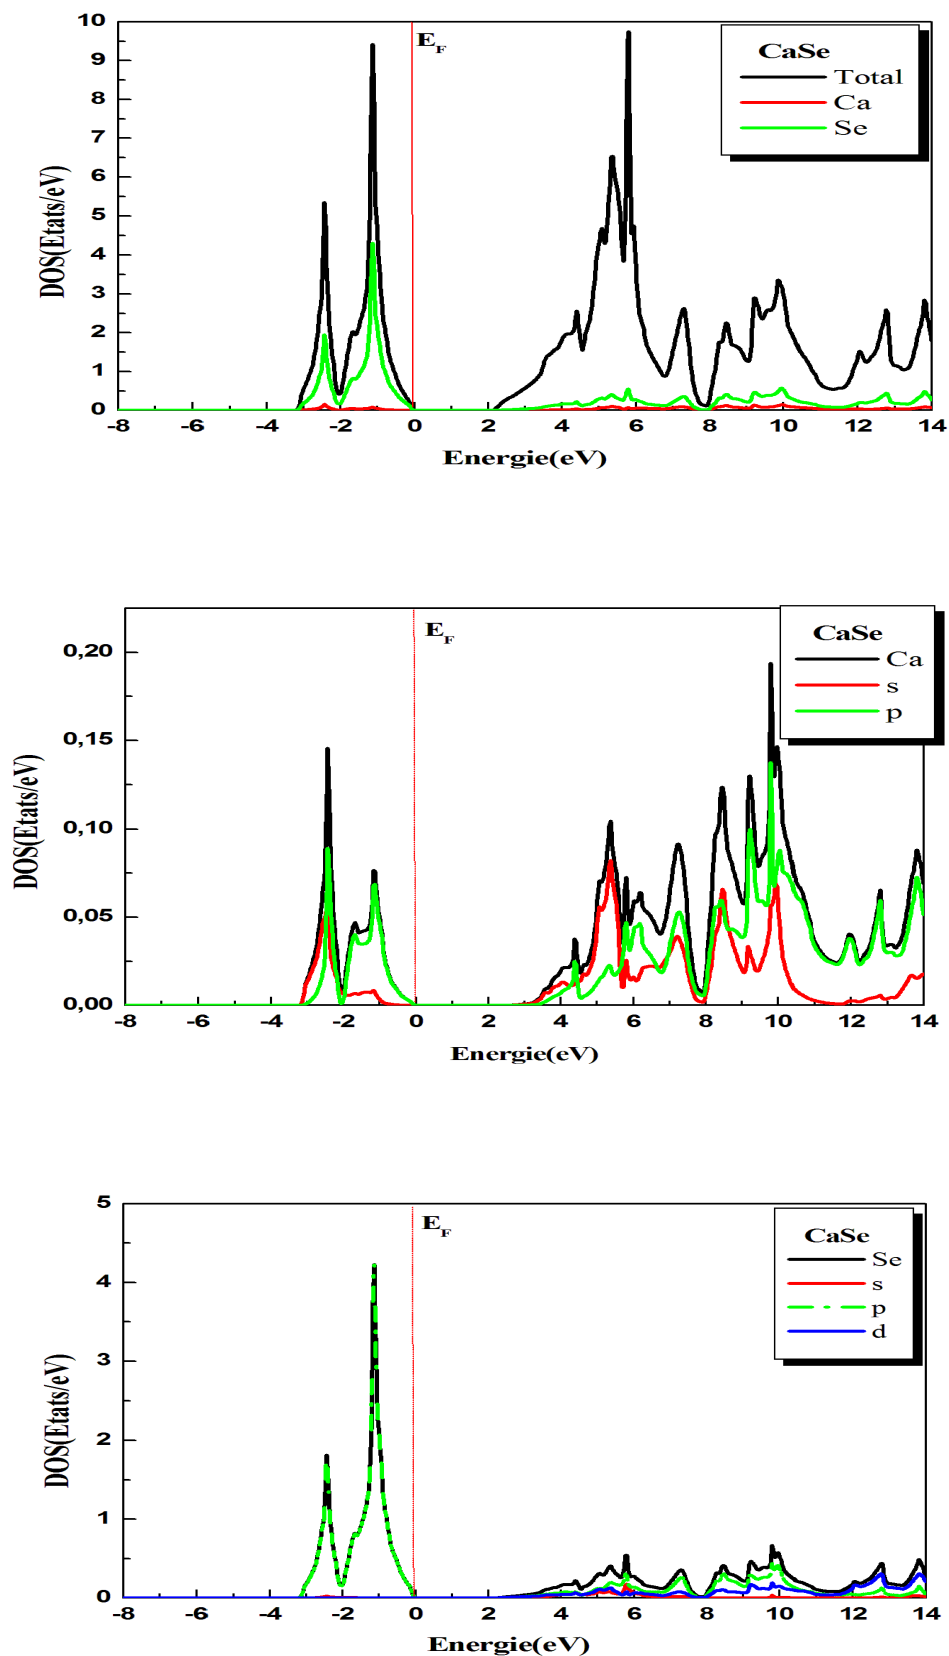 10
9
8
7
6
5
4
3
2
1
0
DOS(Etats/eV)
E_F
CaSe
Total
Ca
Se
-8 -6 -4 -2 0 2 4 6 8 10 12 14
Energie(eV)
0,20
0,15
0,10
0,05
0,00
DOS(Etats/eV)
E_F
CaSe
Ca
s
p
-8 -6 -4 -2 0 2 4 6 8 10 12 14
Energie(eV)
5
4
3
2
1
0
DOS(Etats/eV)
E_F
CaSe
Se
s
p
d
-8 -6 -4 -2 0 2 4 6 8 10 12 14
Energie(eV)